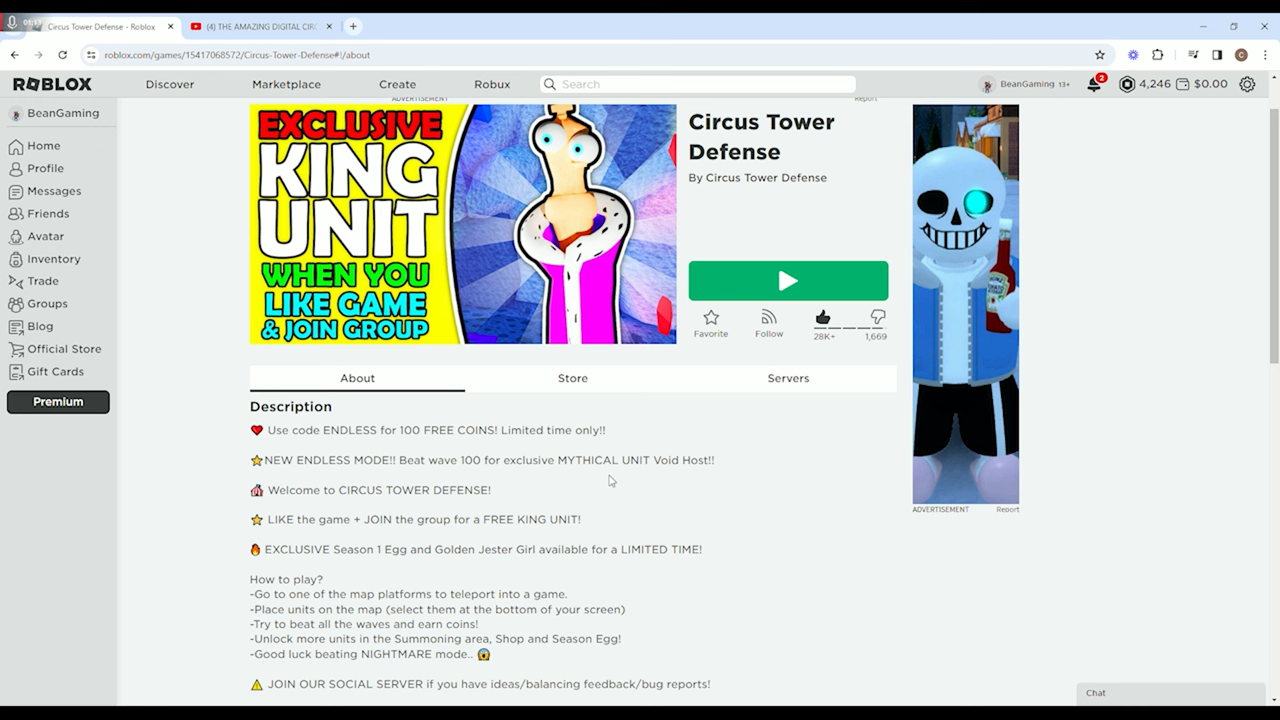 Circus Tower Defense - Roblox
(4) THE AMAZING DIGITAL CIR
roblox.com/games/15417068572/Circus-Tower-Defense#!/about
ROBLOX
Discover
Marketplace
Create
Robux
Search
BeanGaming 13+
2
4,246
$0.00
ADVERTISEMENT
Report
BeanGaming
Home
Profile
Messages
Friends
Avatar
Inventory
Trade
Groups
Blog
Official Store
Gift Cards
Premium
EXCLUSIVE
KING
UNIT
WHEN YOU
LIKE GAME
& JOIN GROUP
Circus Tower
Defense
By Circus Tower Defense
Favorite
Follow
28K+
1,669
About
Store
Servers
Description
❤️ Use code ENDLESS for 100 FREE COINS! Limited time only!!
⭐NEW ENDLESS MODE!! Beat wave 100 for exclusive MYTHICAL UNIT Void Host!!
🎪 Welcome to CIRCUS TOWER DEFENSE!
⭐ LIKE the game + JOIN the group for a FREE KING UNIT!
🔥 EXCLUSIVE Season 1 Egg and Golden Jester Girl available for a LIMITED TIME!
How to play?
-Go to one of the map platforms to teleport into a game.
-Place units on the map (select them at the bottom of your screen)
-Try to beat all the waves and earn coins!
-Unlock more units in the Summoning area, Shop and Season Egg!
-Good luck beating NIGHTMARE mode.. 😱
⚠️ JOIN OUR SOCIAL SERVER if you have ideas/balancing feedback/bug reports!
ADVERTISEMENT
Report
Chat